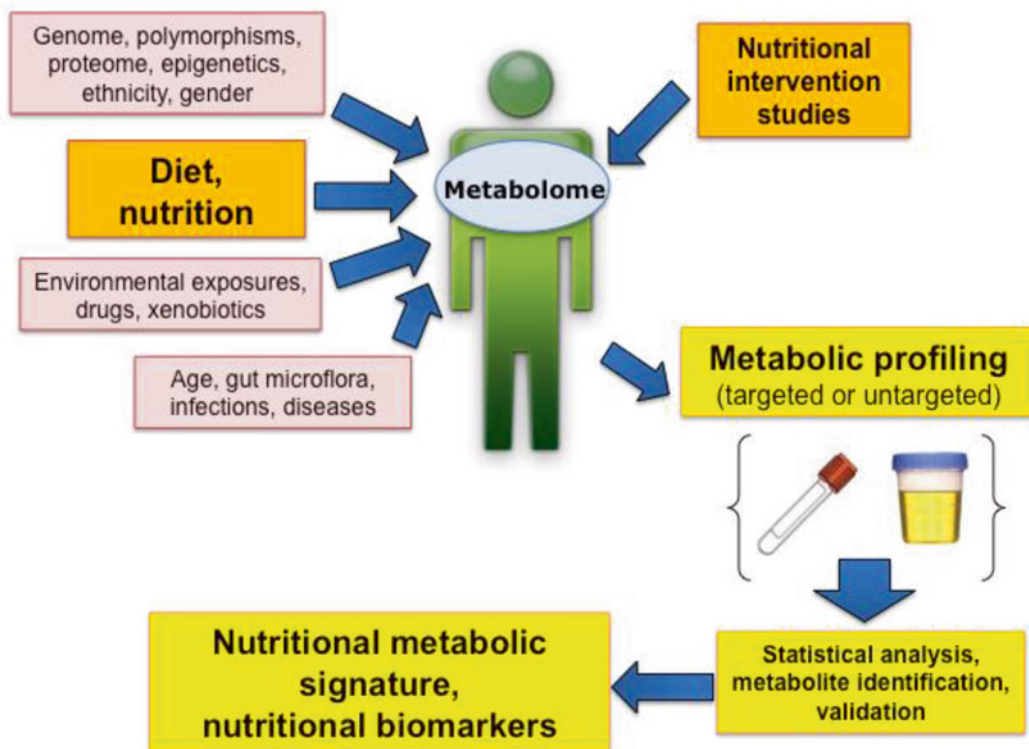 Genome, polymorphisms,
proteome, epigenetics,
ethnicity, gender
Nutritional
intervention
studies
Diet,
nutrition
Metabolome
Environmental exposures,
drugs, xenobiotics
Age, gut microflora,
infections, diseases
Metabolic profiling
(targeted or untargeted)
Statistical analysis,
metabolite identification,
validation
Nutritional metabolic
signature,
nutritional biomarkers